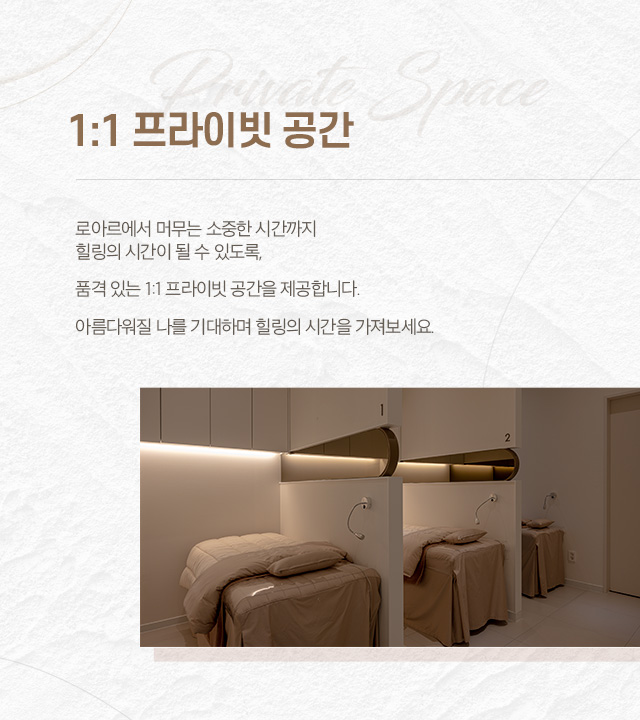 Private Space
1:1 프라이빗 공간
로아르에서 머무는 소중한 시간까지
힐링의 시간이 될 수 있도록,
품격 있는 1:1 프라이빗 공간을 제공합니다.
아름다워질 나를 기대하며 힐링의 시간을 가져보세요.
1
2